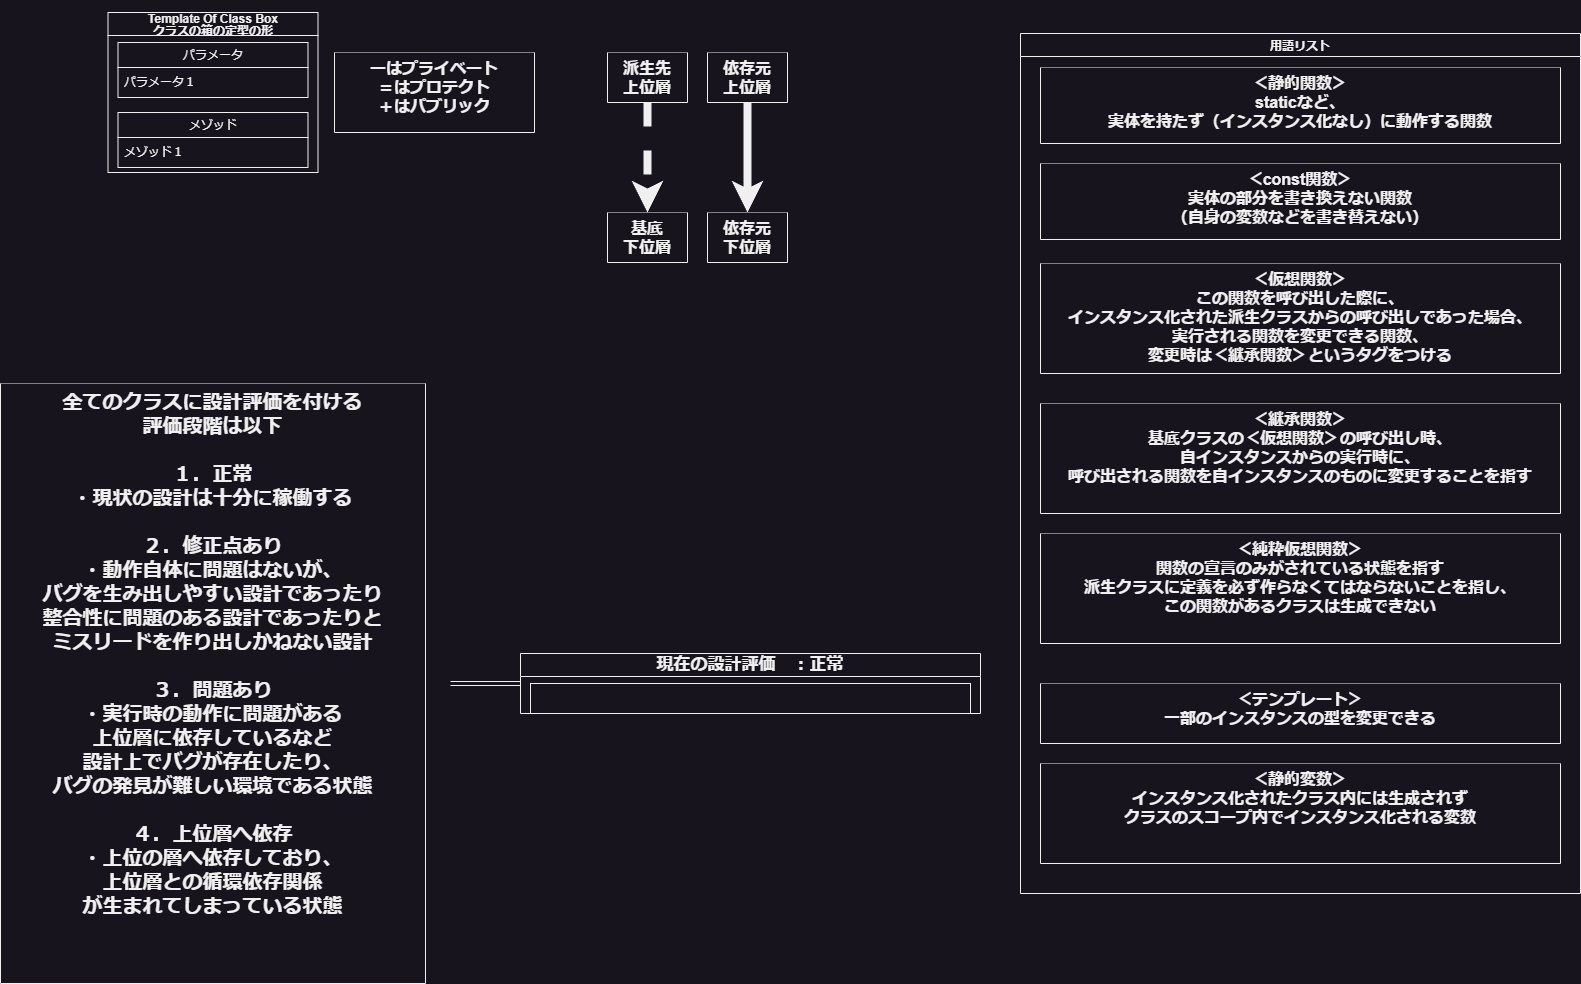 Template Of Class Box
クラスの箱の定型の形
パラメータ
パラメータ１
メゾッド
メゾッド１
ーはプライベート
＝はプロテクト
＋はパブリック
派生先
上位層
依存元
上位層
基底
下位層
依存元
下位層
用語リスト
＜静的関数＞
staticなど、
実体を持たず（インスタンス化なし）に動作する関数
＜const関数＞
実体の部分を書き換えない関数
（自身の変数などを書き替えない）
＜仮想関数＞
この関数を呼び出した際に、
インスタンス化された派生クラスからの呼び出しであった場合、
実行される関数を変更できる関数、
変更時は＜継承関数＞というタグをつける
＜継承関数＞
基底クラスの＜仮想関数＞の呼び出し時、
自インスタンスからの実行時に、
呼び出される関数を自インスタンスのものに変更することを指す
＜純粋仮想関数＞
関数の宣言のみがされている状態を指す
派生クラスに定義を必ず作らなくてはならないことを指し、
この関数があるクラスは生成できない
＜テンプレート＞
一部のインスタンスの型を変更できる
＜静的変数＞
インスタンス化されたクラス内には生成されず
クラスのスコープ内でインスタンス化される変数
全てのクラスに設計評価を付ける
評価段階は以下
１．正常
・現状の設計は十分に稼働する
２．修正点あり
・動作自体に問題はないが、
バグを生み出しやすい設計であったり
整合性に問題のある設計であったりと
ミスリードを作り出しかねない設計
３．問題あり
・実行時の動作に問題がある
上位層に依存しているなど
設計上でバグが存在したり、
バグの発見が難しい環境である状態
４．上位層へ依存
・上位の層へ依存しており、
上位層との循環依存関係
が生まれてしまっている状態
現在の設計評価　：正常